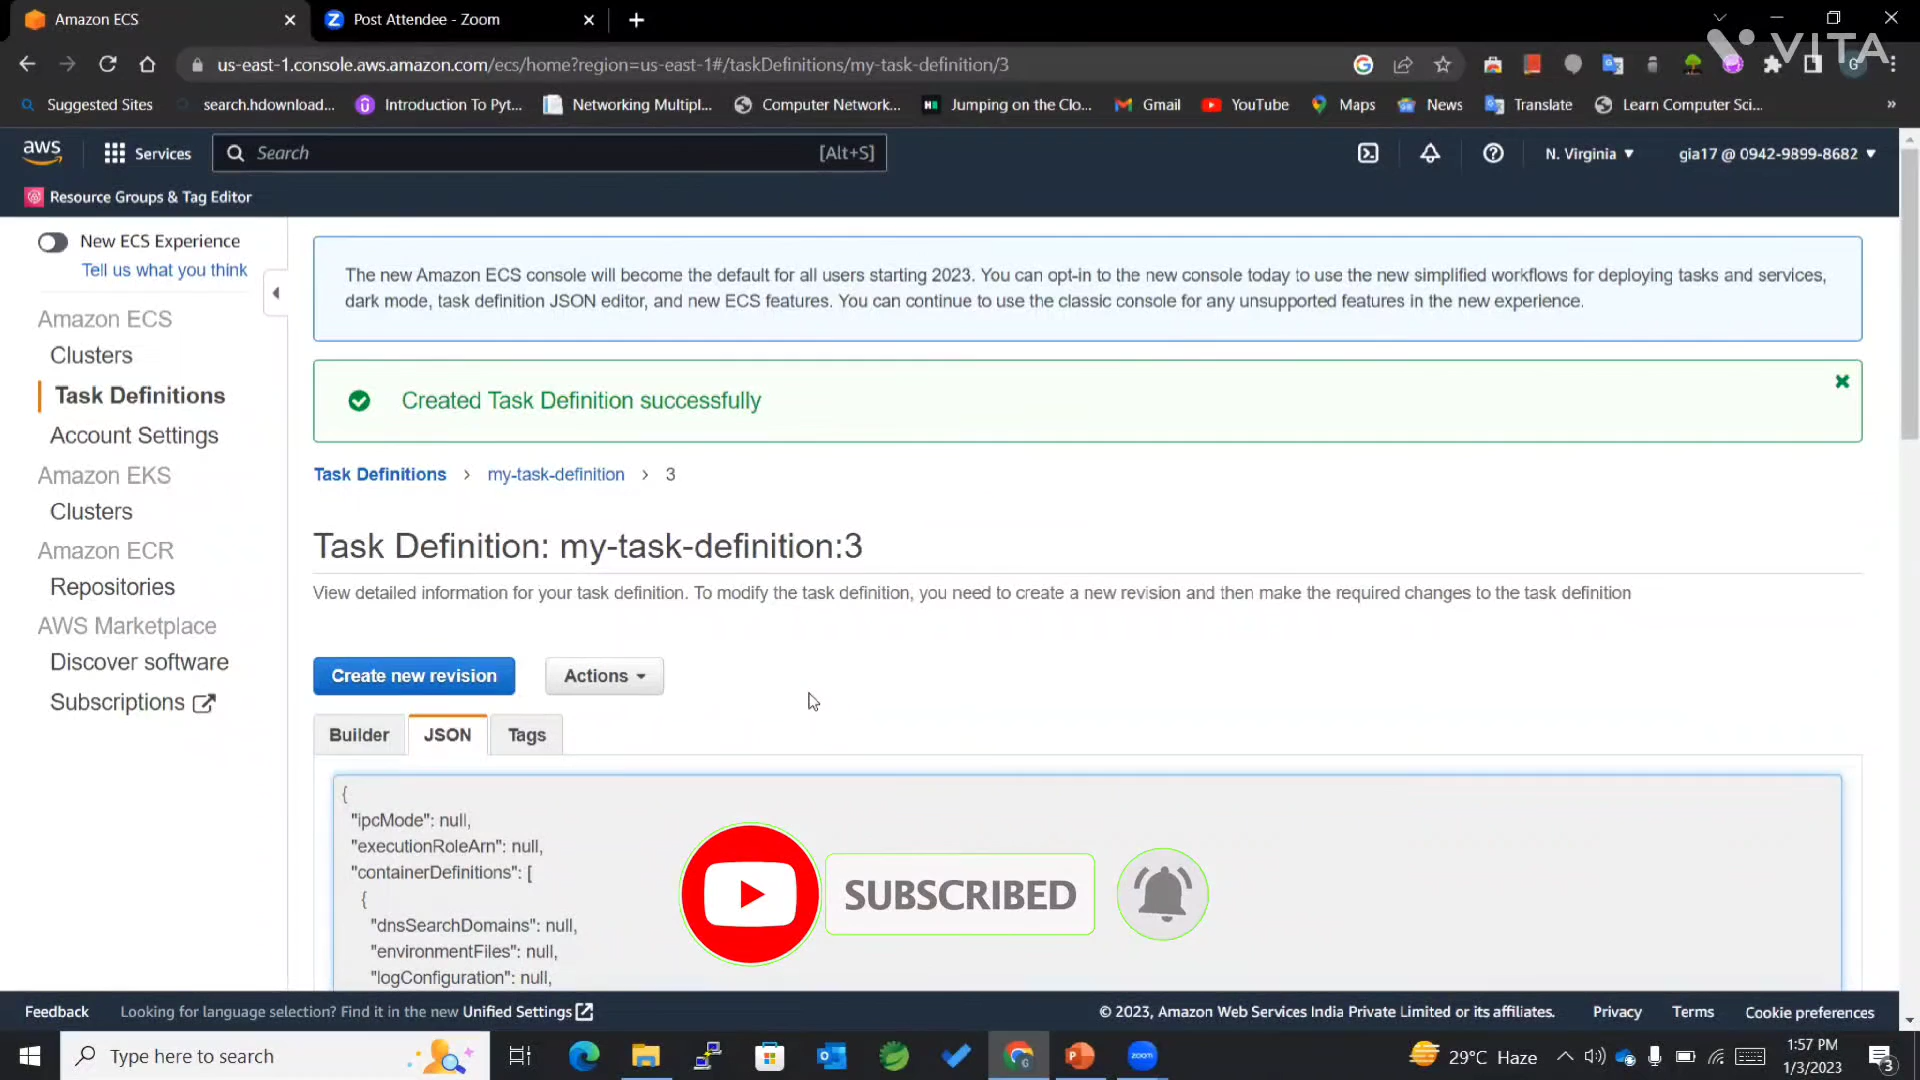 Amazon ECS
Post Attendee - Zoom
us-east-1.console.aws.amazon.com/ecs/home?region=us-east-1#/taskDefinitions/my-task-definition/3
VITA
Suggested Sites
search.hdownload...
Introduction To Pyt...
Networking Multipl...
Computer Network...
Jumping on the Clo...
Gmail
YouTube
Maps
News
Translate
Learn Computer Sci...
aws
Services
Search
[Alt+S]
N. Virginia
gia17 @ 0942-9899-8682
Resource Groups & Tag Editor
New ECS Experience
Tell us what you think
Amazon ECS
Clusters
Task Definitions
Account Settings
Amazon EKS
Clusters
Amazon ECR
Repositories
AWS Marketplace
Discover software
Subscriptions
The new Amazon ECS console will become the default for all users starting 2023. You can opt-in to the new console today to use the new simplified workflows for deploying tasks and services,
dark mode, task definition JSON editor, and new ECS features. You can continue to use the classic console for any unsupported features in the new experience.
Created Task Definition successfully
Task Definitions > my-task-definition > 3
Task Definition: my-task-definition:3
View detailed information for your task definition. To modify the task definition, you need to create a new revision and then make the required changes to the task definition
Create new revision
Actions
Builder
JSON
Tags
{
"ipcMode": null,
"executionRoleArn": null,
"containerDefinitions": [
{
"dnsSearchDomains": null,
"environmentFiles": null,
"logConfiguration": null,
SUBSCRIBED
Feedback
Looking for language selection? Find it in the new Unified Settings
© 2023, Amazon Web Services India Private Limited or its affiliates.
Privacy
Terms
Cookie preferences
Type here to search
zoom
29°C Haze
1:57 PM
1/3/2023
3